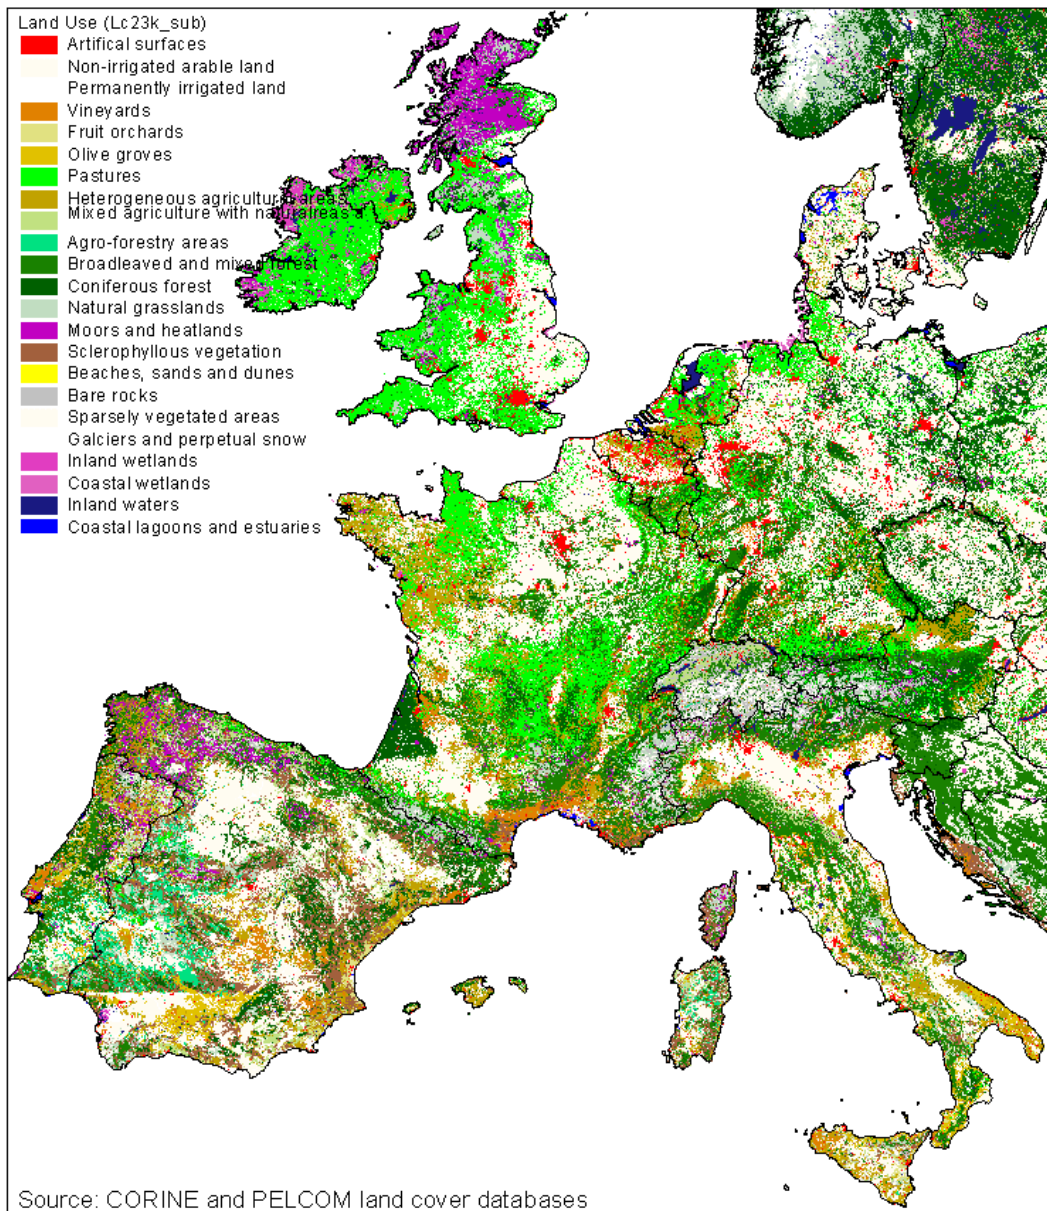 Land Use (Lc23k_sub)
Artifical surfaces
Non-irrigated arable land
Permanently irrigated land
Vineyards
Fruit orchards
Olive groves
Pastures
Heterogeneous agricultural areas
Mixed agriculture with naturalreas a
Agro-forestry areas
Broadleaved and mixed forest
Coniferous forest
Natural grasslands
Moors and heatlands
Sclerophyllous vegetation
Beaches, sands and dunes
Bare rocks
Sparsely vegetated areas
Galciers and perpetual snow
Inland wetlands
Coastal wetlands
Inland waters
Coastal lagoons and estuaries
Source: CORINE and PELCOM land cover databases